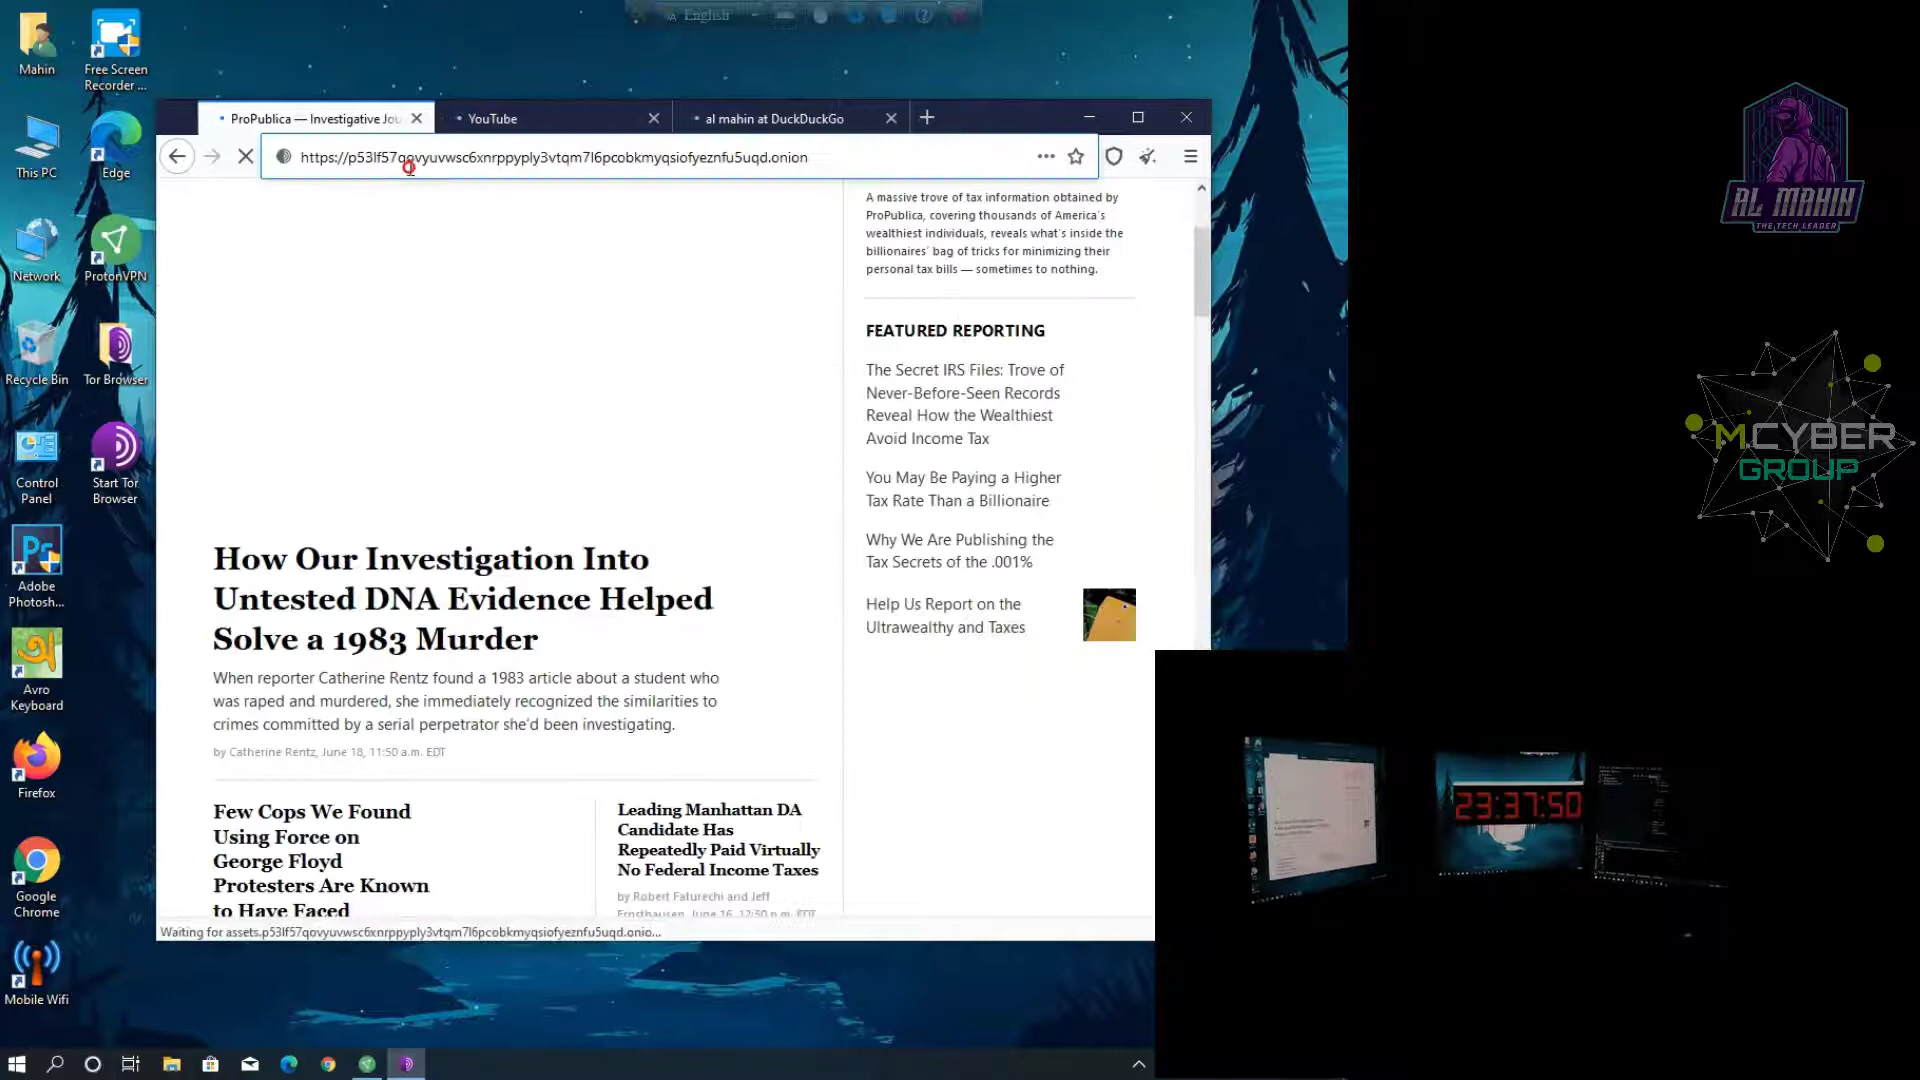 English
Mahin
Free Screen
Recorder ...
This PC
Edge
Network
ProtonVPN
Recycle Bin
Tor Browser
Control
Panel
Start Tor
Browser
Adobe
Photosh...
Avro
Keyboard
Firefox
Google
Chrome
Mobile Wifi
ProPublica — Investigative Jou
YouTube
al mahin at DuckDuckGo
https://p53lf57qovyuvwsc6xnrppyply3vtqm7l6pcobkmyqsiofyeznfu5uqd.onion
A massive trove of tax information obtained by
ProPublica, covering thousands of America's
wealthiest individuals, reveals what's inside the
billionaires' bag of tricks for minimizing their
personal tax bills — sometimes to nothing.
FEATURED REPORTING
The Secret IRS Files: Trove of
Never-Before-Seen Records
Reveal How the Wealthiest
Avoid Income Tax
You May Be Paying a Higher
Tax Rate Than a Billionaire
Why We Are Publishing the
Tax Secrets of the .001%
Help Us Report on the
Ultrawealthy and Taxes
How Our Investigation Into
Untested DNA Evidence Helped
Solve a 1983 Murder
When reporter Catherine Rentz found a 1983 article about a student who
was raped and murdered, she immediately recognized the similarities to
crimes committed by a serial perpetrator she'd been investigating.
by Catherine Rentz, June 18, 11:50 a.m. EDT
Few Cops We Found
Using Force on
George Floyd
Protesters Are Known
to Have Faced
Leading Manhattan DA
Candidate Has
Repeatedly Paid Virtually
No Federal Income Taxes
by Robert Faturechi and Jeff
Ernsthausen, June 16, 12:50 p.m. EDT
Waiting for assets.p53lf57qovyuvwsc6xnrppyply3vtqm7l6pcobkmyqsiofyeznfu5uqd.onio...
AL MAHIN
THE TECH LEADER
MCYBER
GROUP
23:37:50